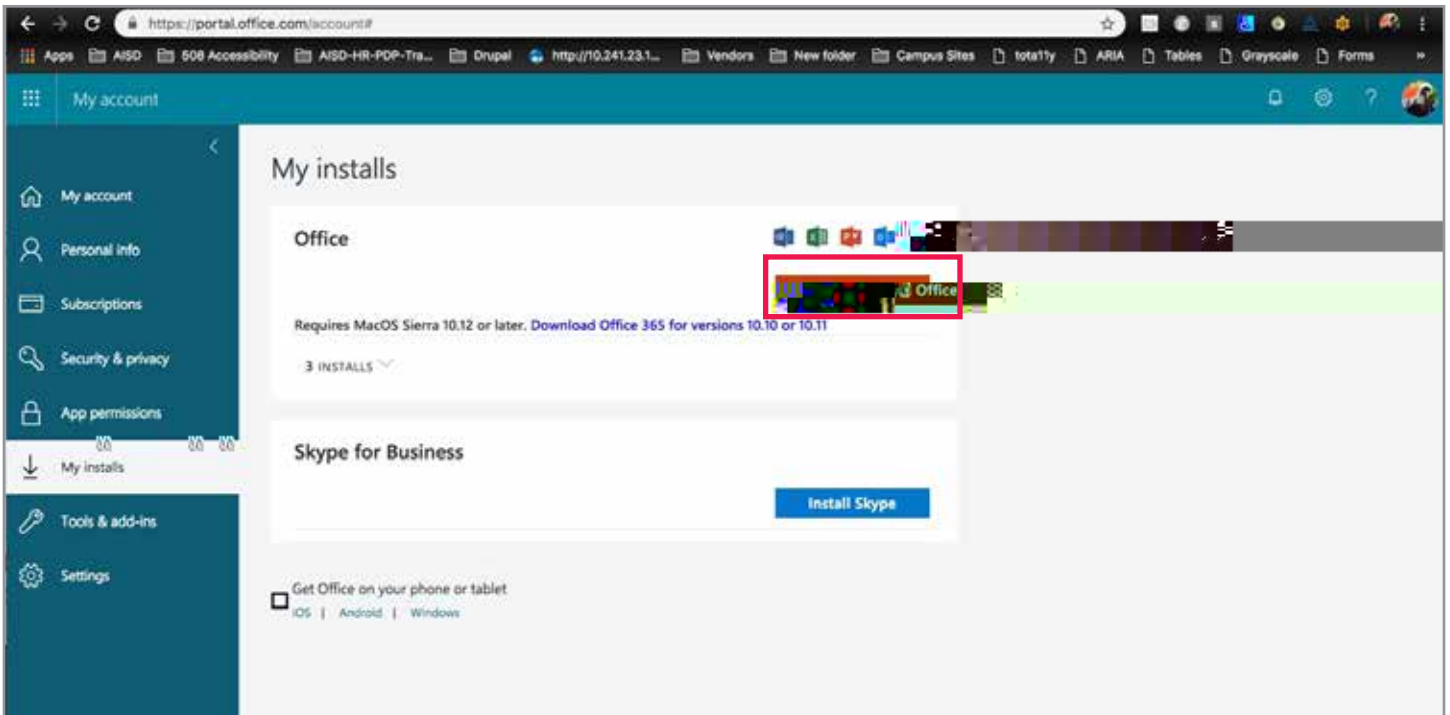 https://portal.office.com/account#
Apps AISD 508 Accessibility AISD-HR-PDP-Tra... Drupal http://10.241.23.1... Vendors New folder Campus Sites tota11y ARIA Tables Grayscale Forms »
My account ?
My installs
My account
Office
Personal info
Office
Subscriptions
Requires MacOS Sierra 10.12 or later. Download Office 365 for versions 10.10 or 10.11
Security & privacy
3 INSTALLS
App permissions
Skype for Business
My installs
Install Skype
Tools & add-ins
Settings
Get Office on your phone or tablet
iOS | Android | Windows